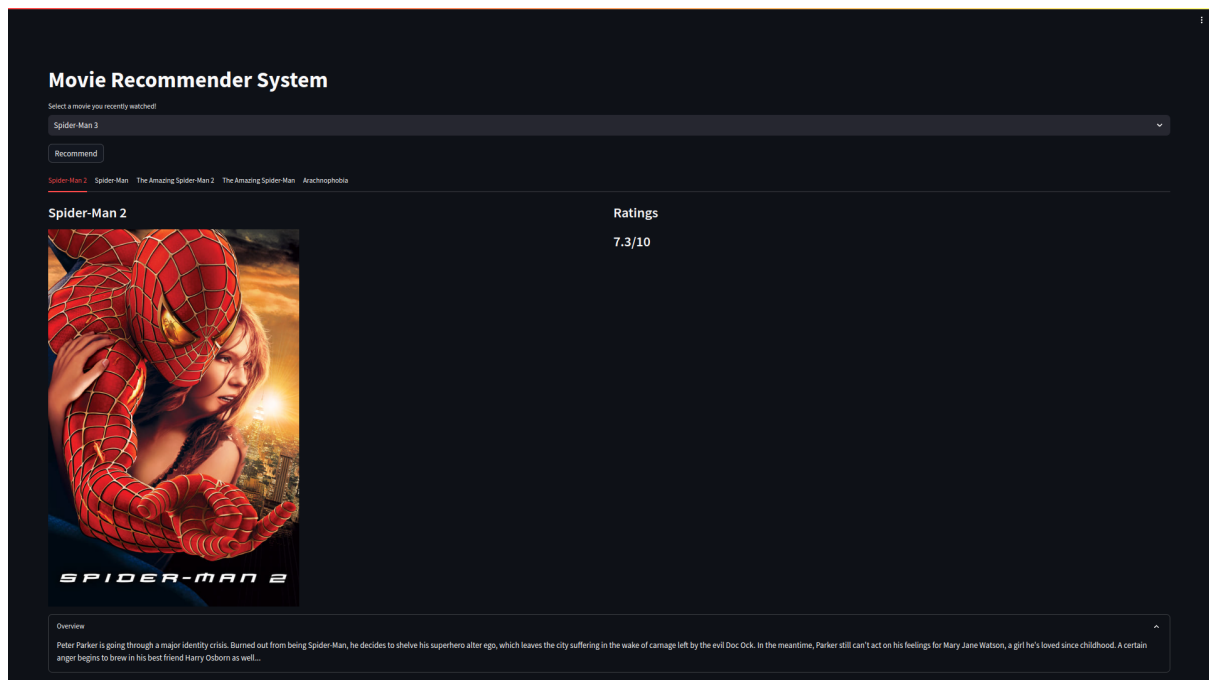 Movie Recommender System
Select a movie you recently watched!
Spider-Man 3
Recommend
Spider-Man 2 Spider-Man The Amazing Spider-Man 2 The Amazing Spider-Man Arachnophobia
Spider-Man 2
Ratings
7.3/10
SPIDER-MAN 2
Overview
Peter Parker is going through a major identity crisis. Burned out from being Spider-Man, he decides to shelve his superhero alter ego, which leaves the city suffering in the wake of carnage left by the evil Doc Ock. In the meantime, Parker still can't act on his feelings for Mary Jane Watson, a girl he's loved since childhood. A certain
anger begins to brew in his best friend Harry Osborn as well...